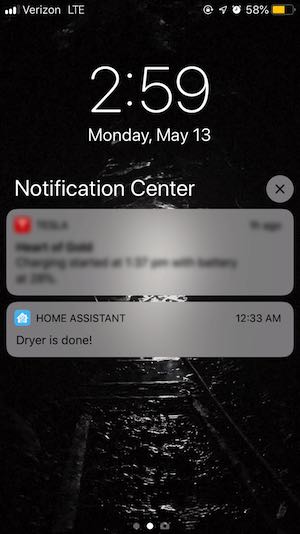 Verizon LTE 58%
2:59
Monday, May 13
Notification Center
TESLA 1h ago
Heart of Gold
Charging started at 1:37 pm with battery
at 28%.
HOME ASSISTANT 12:33 AM
Dryer is done!